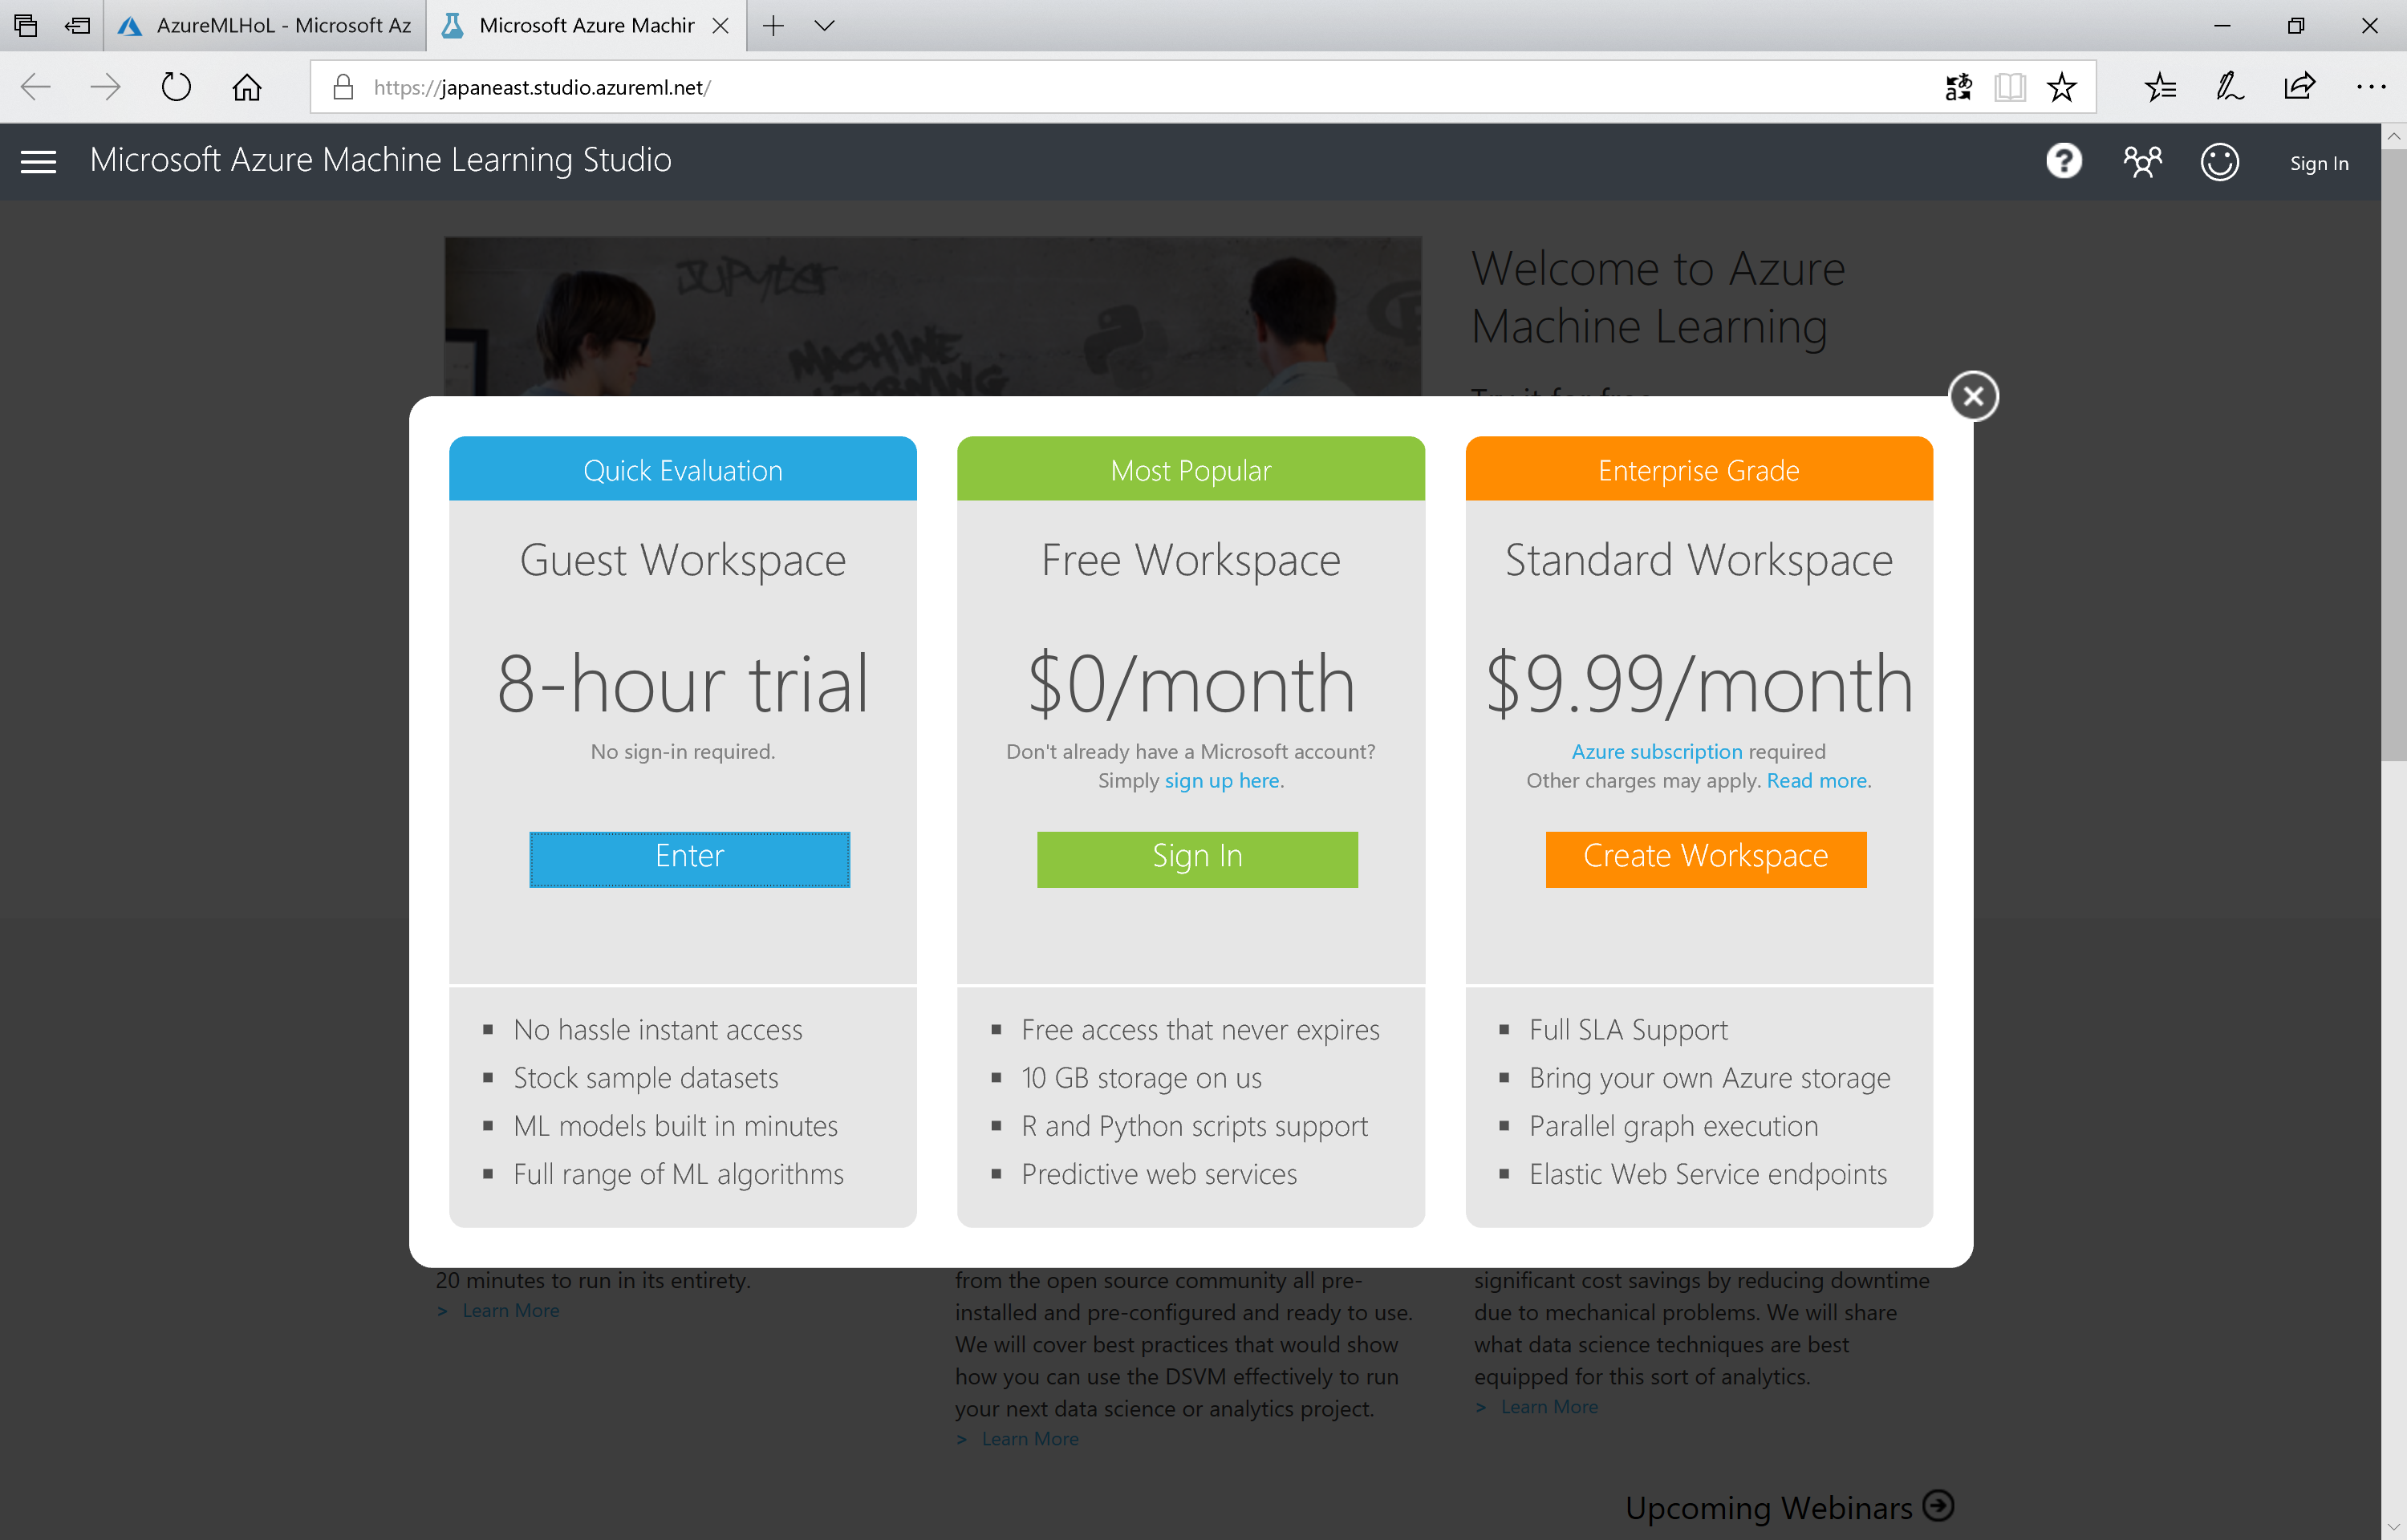 AzureMLHoL - Microsoft Az
Microsoft Azure Machir
https://japaneast.studio.azureml.net/
Microsoft Azure Machine Learning Studio
Sign In
JUPyter
MACHINE
LEARNING
Welcome to Azure
Machine Learning
Try it for free
Quick Evaluation
Guest Workspace
8-hour trial
No sign-in required.
Enter
No hassle instant access
Stock sample datasets
ML models built in minutes
Full range of ML algorithms
Most Popular
Free Workspace
$0/month
Don't already have a Microsoft account?
Simply sign up here.
Sign In
Free access that never expires
10 GB storage on us
R and Python scripts support
Predictive web services
Enterprise Grade
Standard Workspace
$9.99/month
Azure subscription required
Other charges may apply. Read more.
Create Workspace
Full SLA Support
Bring your own Azure storage
Parallel graph execution
Elastic Web Service endpoints
20 minutes to run in its entirety.
> Learn More
from the open source community all pre-
installed and pre-configured and ready to use.
We will cover best practices that would show
how you can use the DSVM effectively to run
your next data science or analytics project.
> Learn More
significant cost savings by reducing downtime
due to mechanical problems. We will share
what data science techniques are best
equipped for this sort of analytics.
> Learn More
Upcoming Webinars